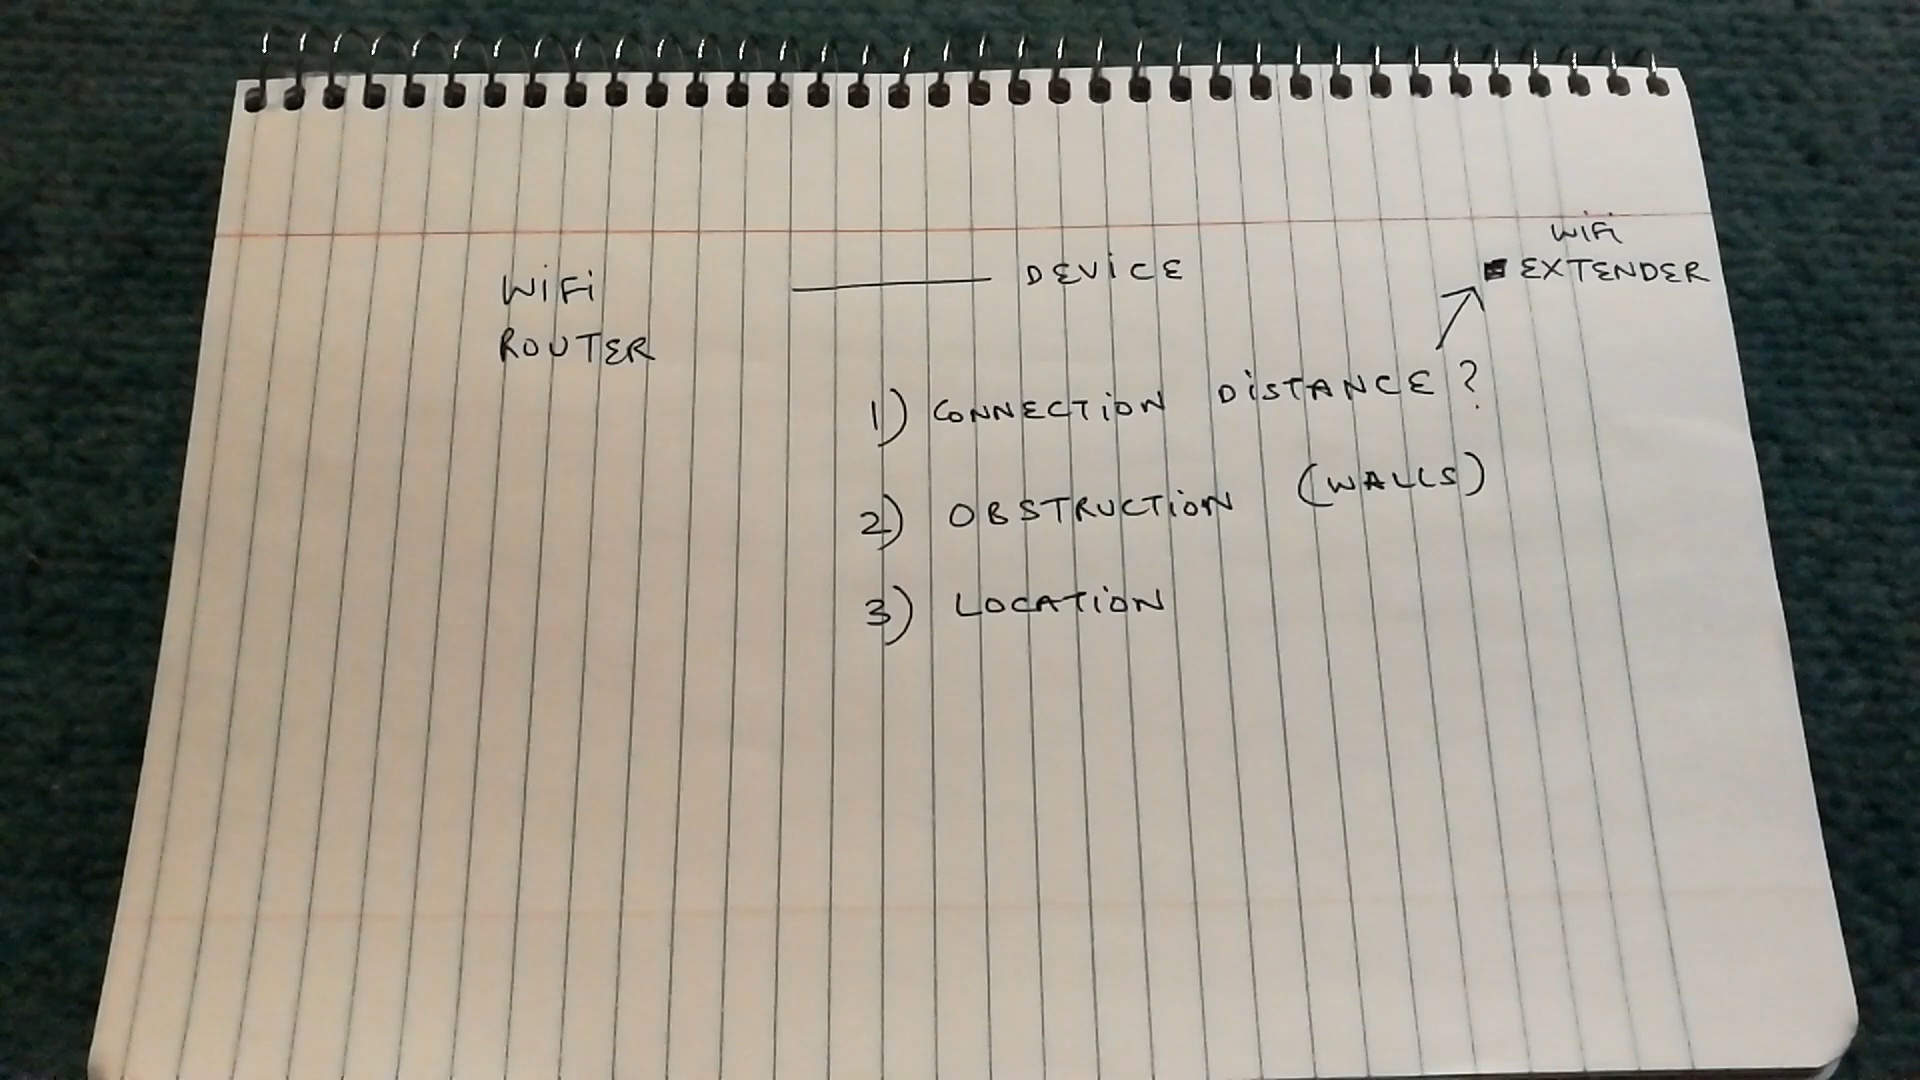 WiFi
ROUTER
DEVICE
WiFi
EXTENDER
1) CONNECTION DISTANCE?
2) OBSTRUCTION (WALLS)
3) LOCATION